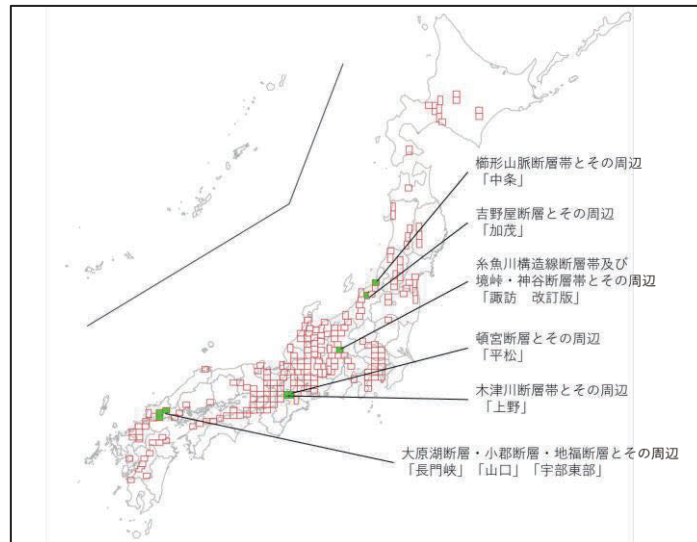 櫛形山脈断層帯とその周辺
「中条」
吉野屋断層とその周辺
「加茂」
糸魚川構造線断層帯及び
境峠・神谷断層帯とその周辺
「諏訪　改訂版」
頓宮断層とその周辺
「平松」
木津川断層帯とその周辺
「上野」
大原湖断層・小郡断層・地福断層とその周辺
「長門峡」「山口」「宇部東部」